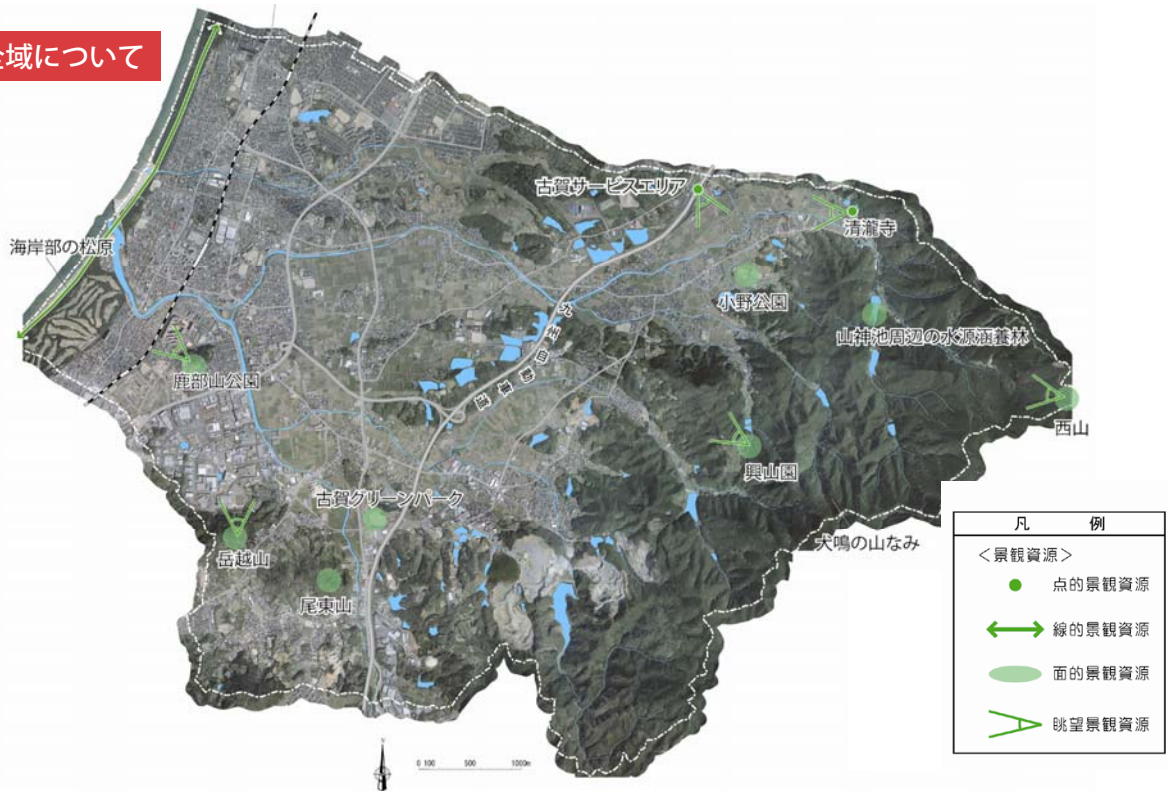 全域について
古賀サービスエリア
清瀧寺
海岸部の松原
小野公園
九州自動車道
山神池周辺の水源涵養林
鹿部山公園
西山
興山園
古賀グリーンパーク
犬鳴の山なみ
岳越山
尾東山
凡 例
＜景観資源＞
点的景観資源
線的景観資源
面的景観資源
眺望景観資源
N
0 100 500 1000m